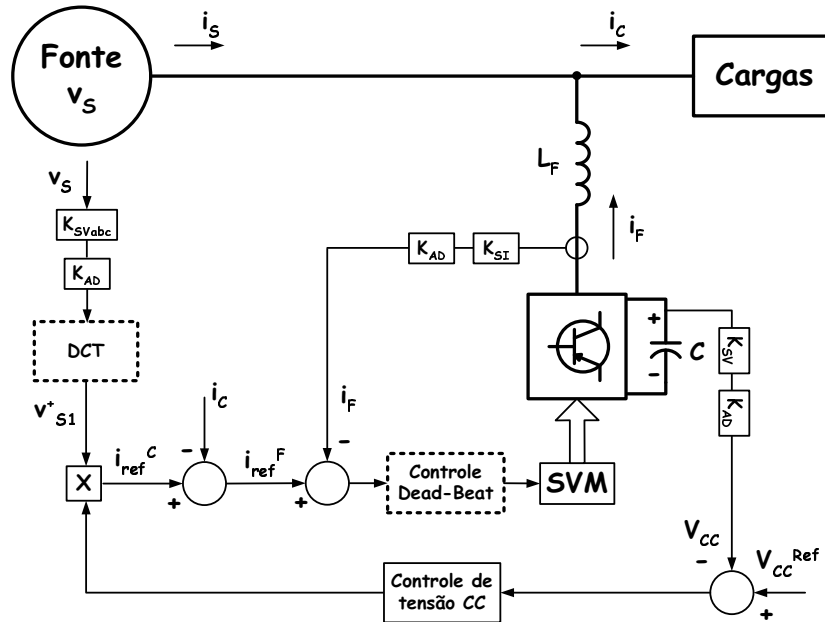 i_S
i_C
Fonte
v_S
Cargas
L_F
v_S
i_F
K_SVabc
K_AD
K_SI
K_AD
DCT
+
-
C
K_SV
K_AD
v^+_S1
i_C
i_F
-
-
i_ref^C
i_ref^F
X
+
+
Controle
Dead-Beat
SVM
V_CC
V_CC^Ref
-
+
Controle de
tensão CC